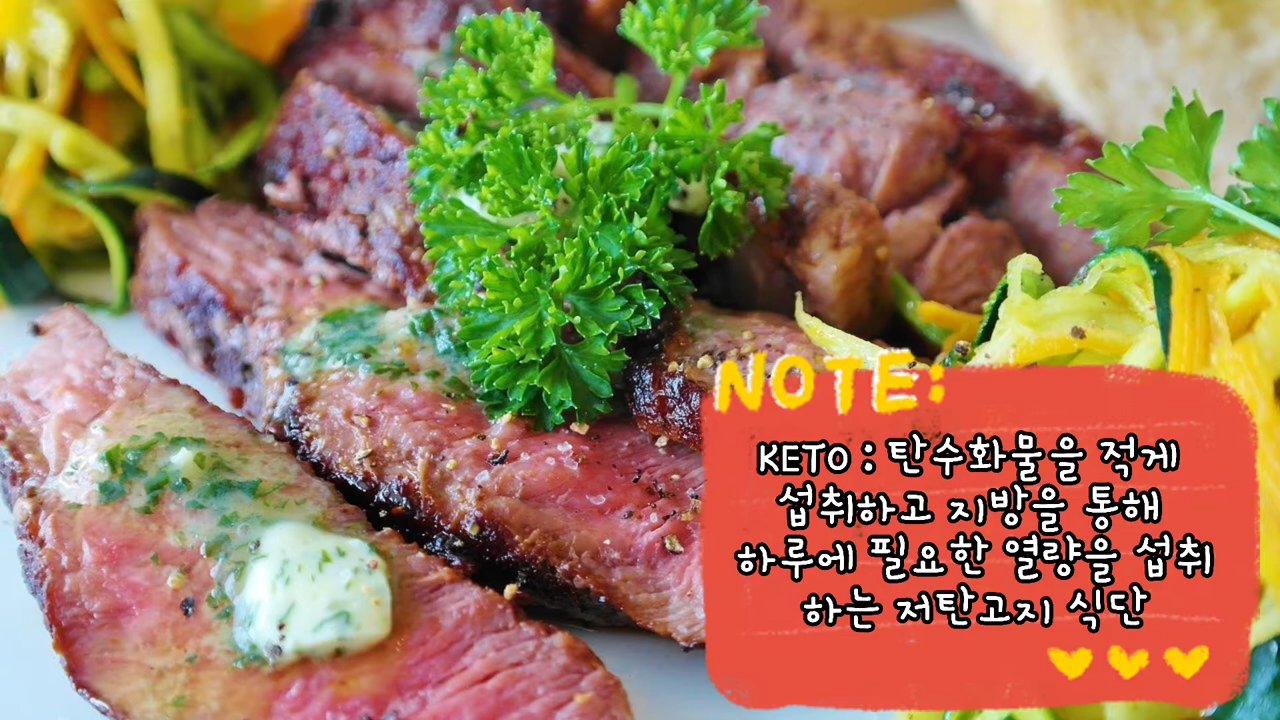 NOTE:
KETO : 탄수화물을 적게
섭취하고 지방을 통해
하루에 필요한 열량을 섭취
하는 저탄고지 식단